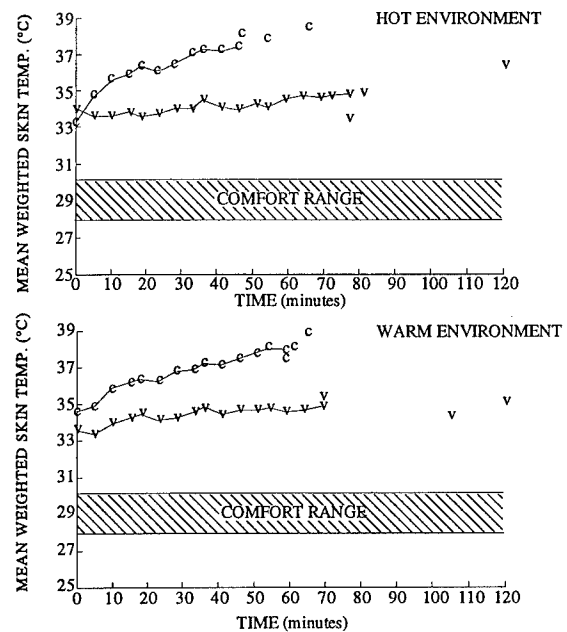 HOT ENVIRONMENT
MEAN WEIGHTED SKIN TEMP. (°C)
39
37
35
33
31
29
27
25
C C C C C C C C C C C C C C C
V V V V V V V V V V V V V V V V V V V V
COMFORT RANGE
0 10 20 30 40 50 60 70 80 90 100 110 120
TIME (minutes)
WARM ENVIRONMENT
MEAN WEIGHTED SKIN TEMP. (°C)
39
37
35
33
31
29
27
25
C C C C C C C C C C C C C C C C C
V V V V V V V V V V V V V V V V V V
COMFORT RANGE
0 10 20 30 40 50 60 70 80 90 100 110 120
TIME (minutes)